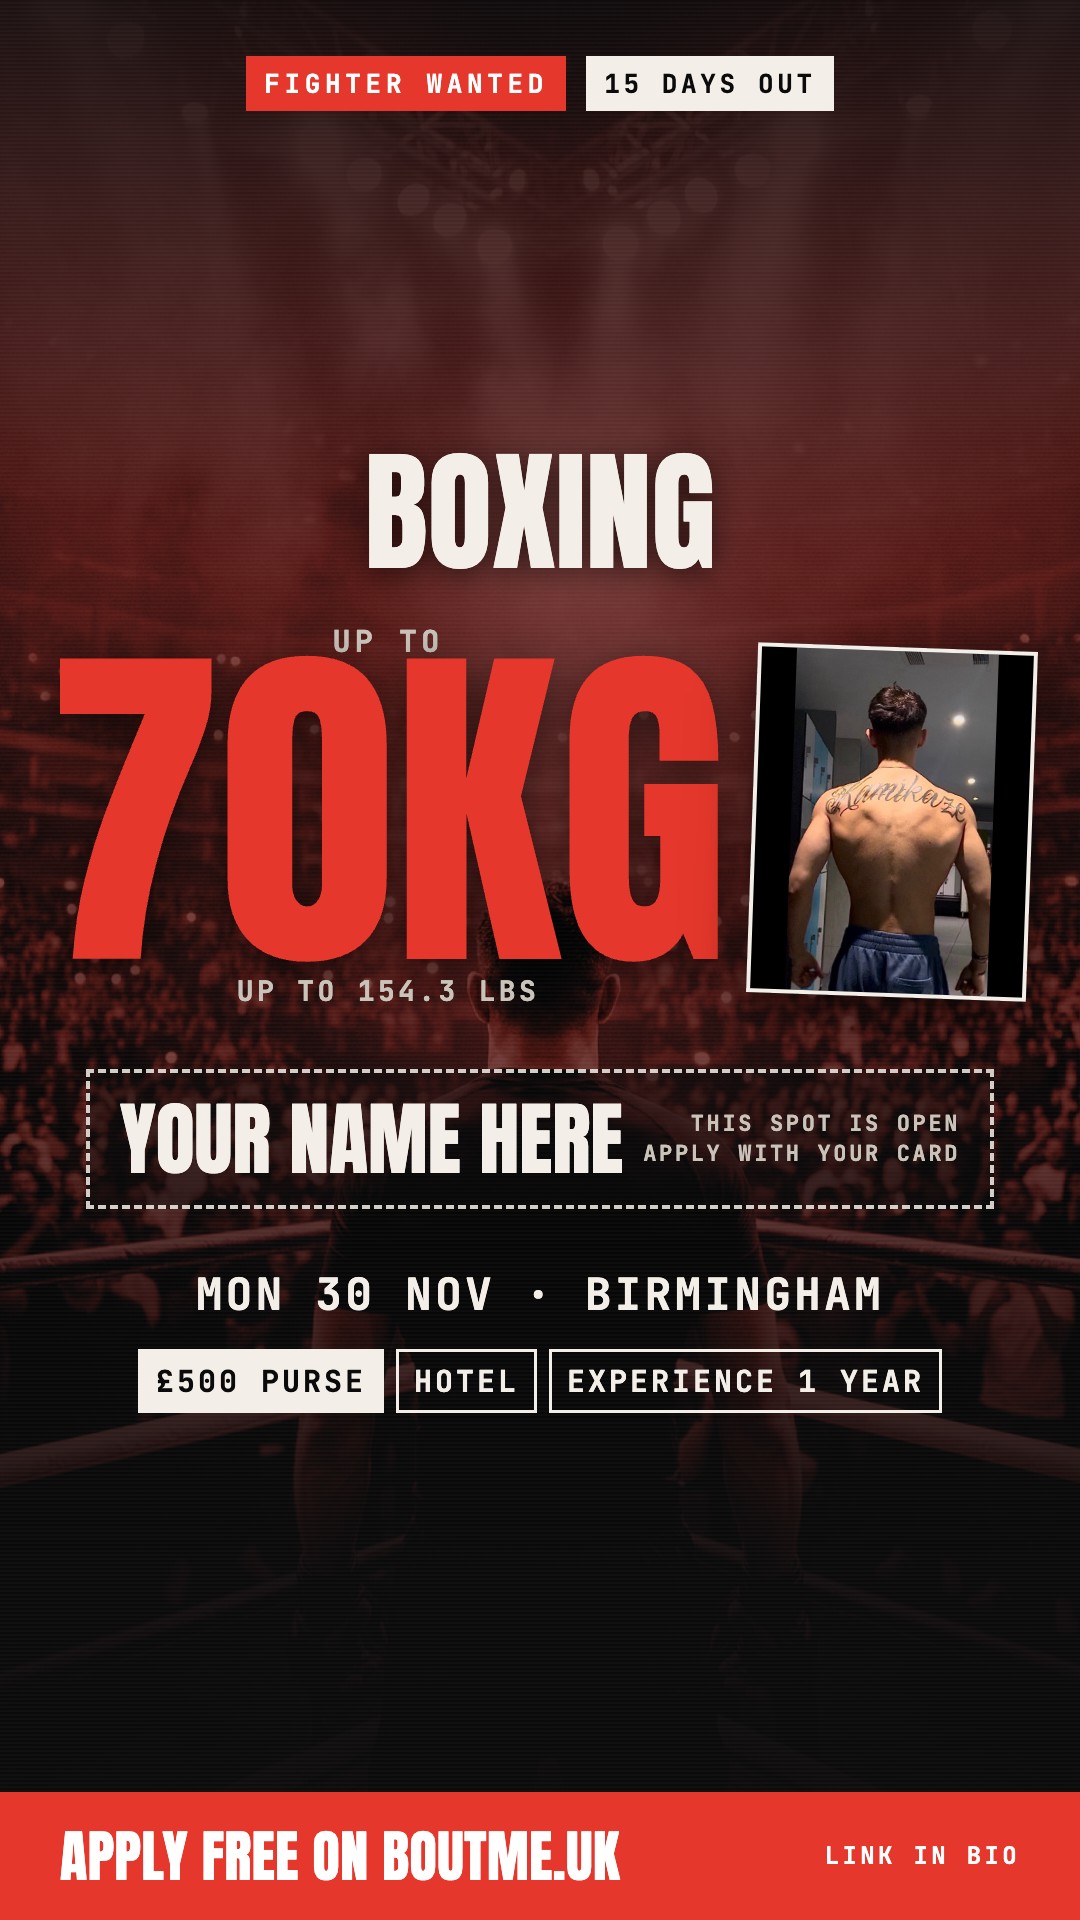 FIGHTER WANTED
15 DAYS OUT
BOXING
UP TO
70KG
Kamikaze
UP TO 154.3 LBS
YOUR NAME HERE
THIS SPOT IS OPEN
APPLY WITH YOUR CARD
MON 30 NOV · BIRMINGHAM
£500 PURSE
HOTEL
EXPERIENCE 1 YEAR
APPLY FREE ON BOUTME.UK
LINK IN BIO